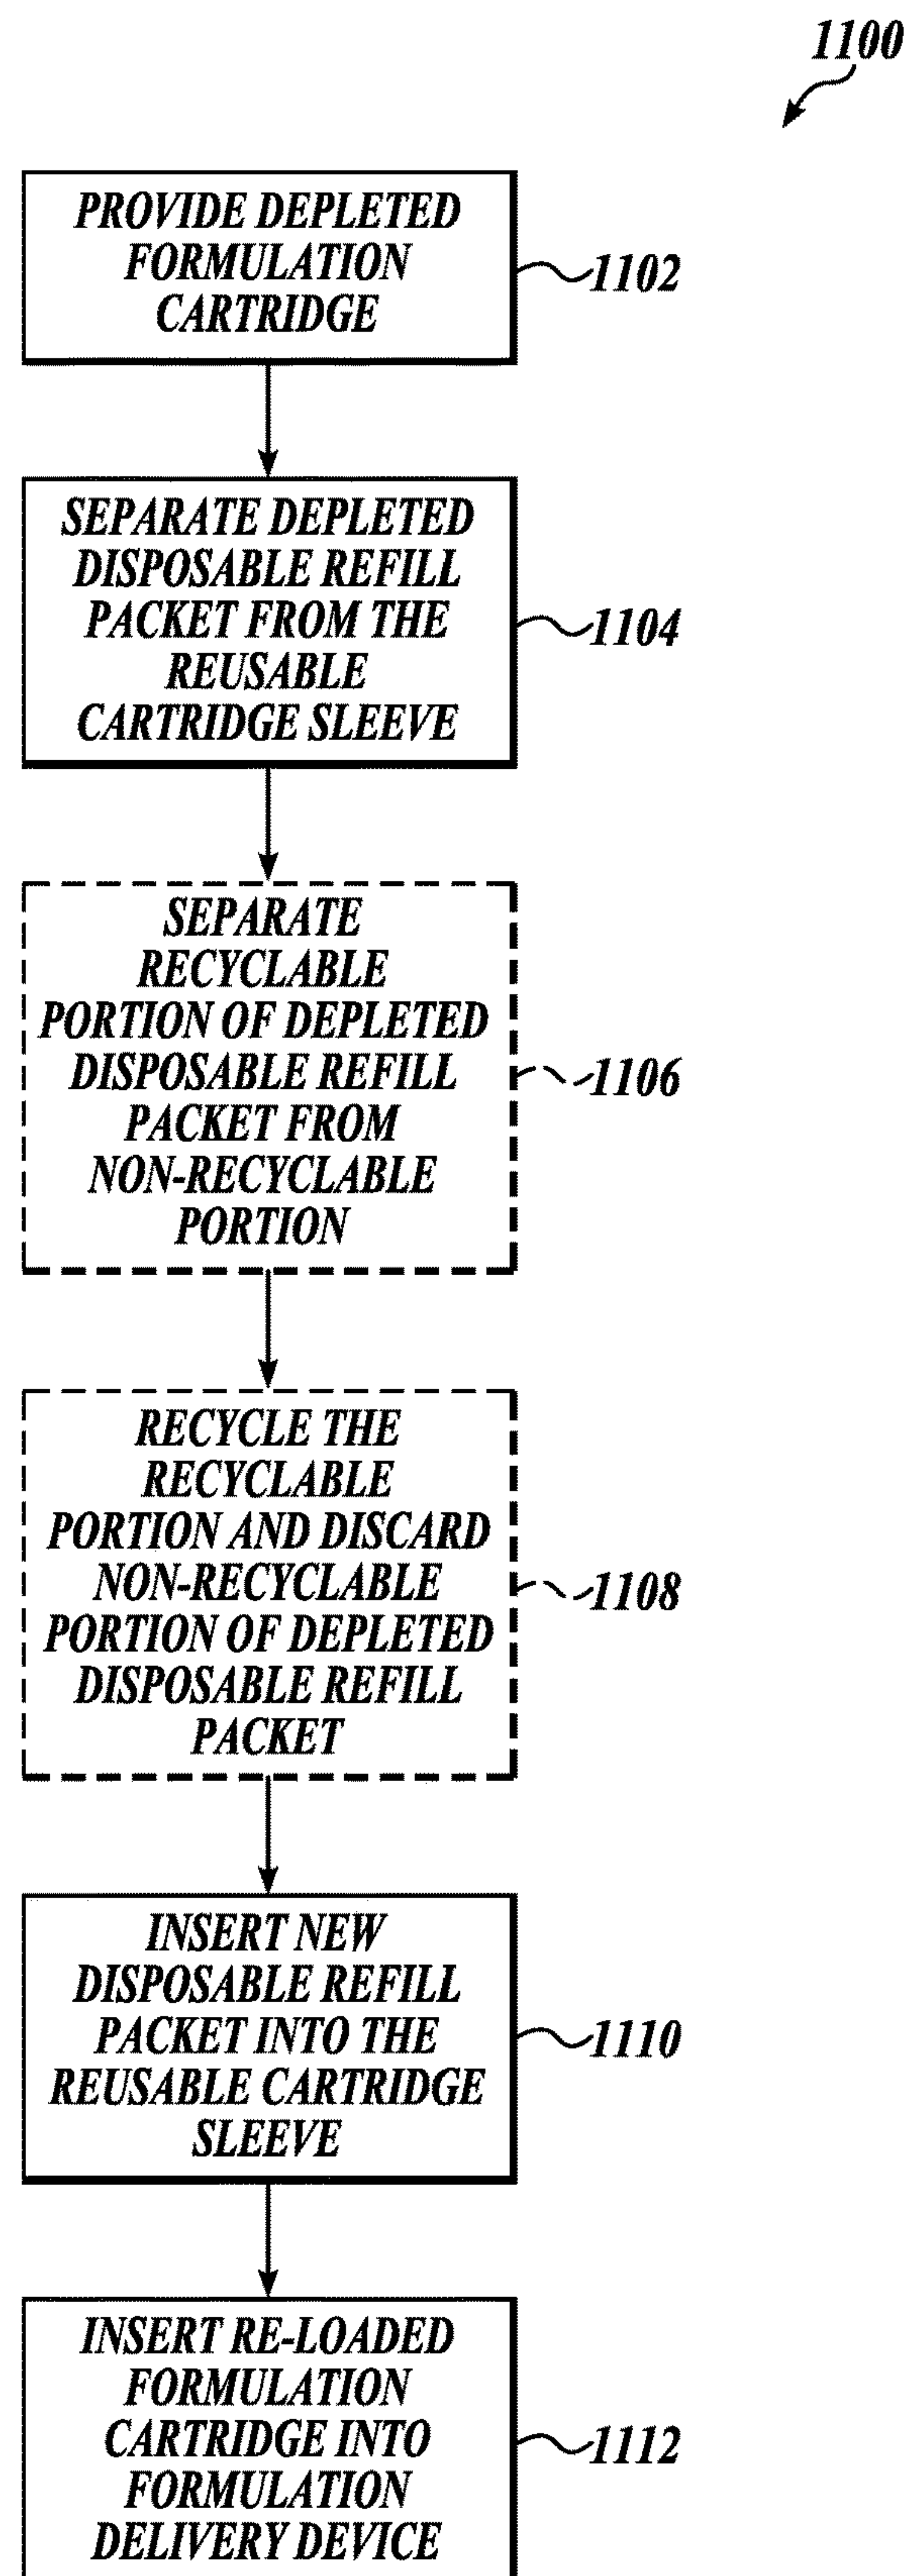 1100
PROVIDE DEPLETED
FORMULATION
CARTRIDGE
1102
SEPARATE DEPLETED
DISPOSABLE REFILL
PACKET FROM THE
REUSABLE
CARTRIDGE SLEEVE
1104
SEPARATE
RECYCLABLE
PORTION OF DEPLETED
DISPOSABLE REFILL
PACKET FROM
NON-RECYCLABLE
PORTION
1106
RECYCLE THE
RECYCLABLE
PORTION AND DISCARD
NON-RECYCLABLE
PORTION OF DEPLETED
DISPOSABLE REFILL
PACKET
1108
INSERT NEW
DISPOSABLE REFILL
PACKET INTO THE
REUSABLE CARTRIDGE
SLEEVE
1110
INSERT RE-LOADED
FORMULATION
CARTRIDGE INTO
FORMULATION
DELIVERY DEVICE
1112